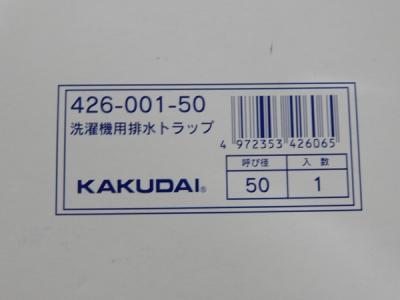 426-001-50
洗濯機用排水トラップ
4 972353 426065
呼び径 入数
50 1
KAKUDAI®